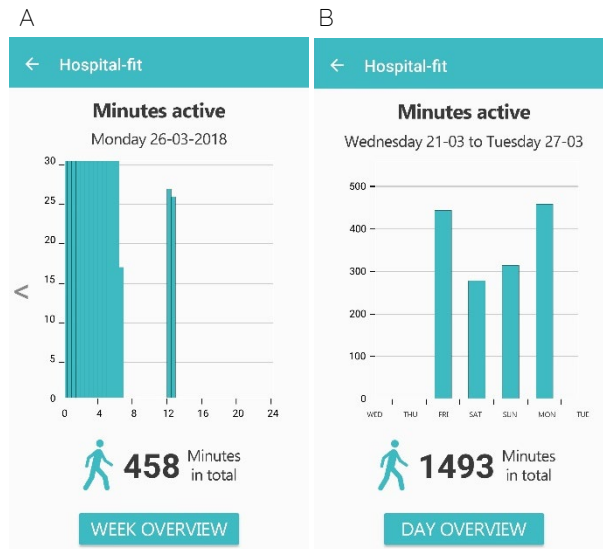 A
← Hospital-fit
Minutes active
Monday 26-03-2018
30
25
20
15
10
5
0
0 4 8 12 16 20 24
<
458 Minutes in total
WEEK OVERVIEW
B
← Hospital-fit
Minutes active
Wednesday 21-03 to Tuesday 27-03
500
400
300
200
100
0
WED THU FRI SAT SUN MON TUE
1493 Minutes in total
DAY OVERVIEW